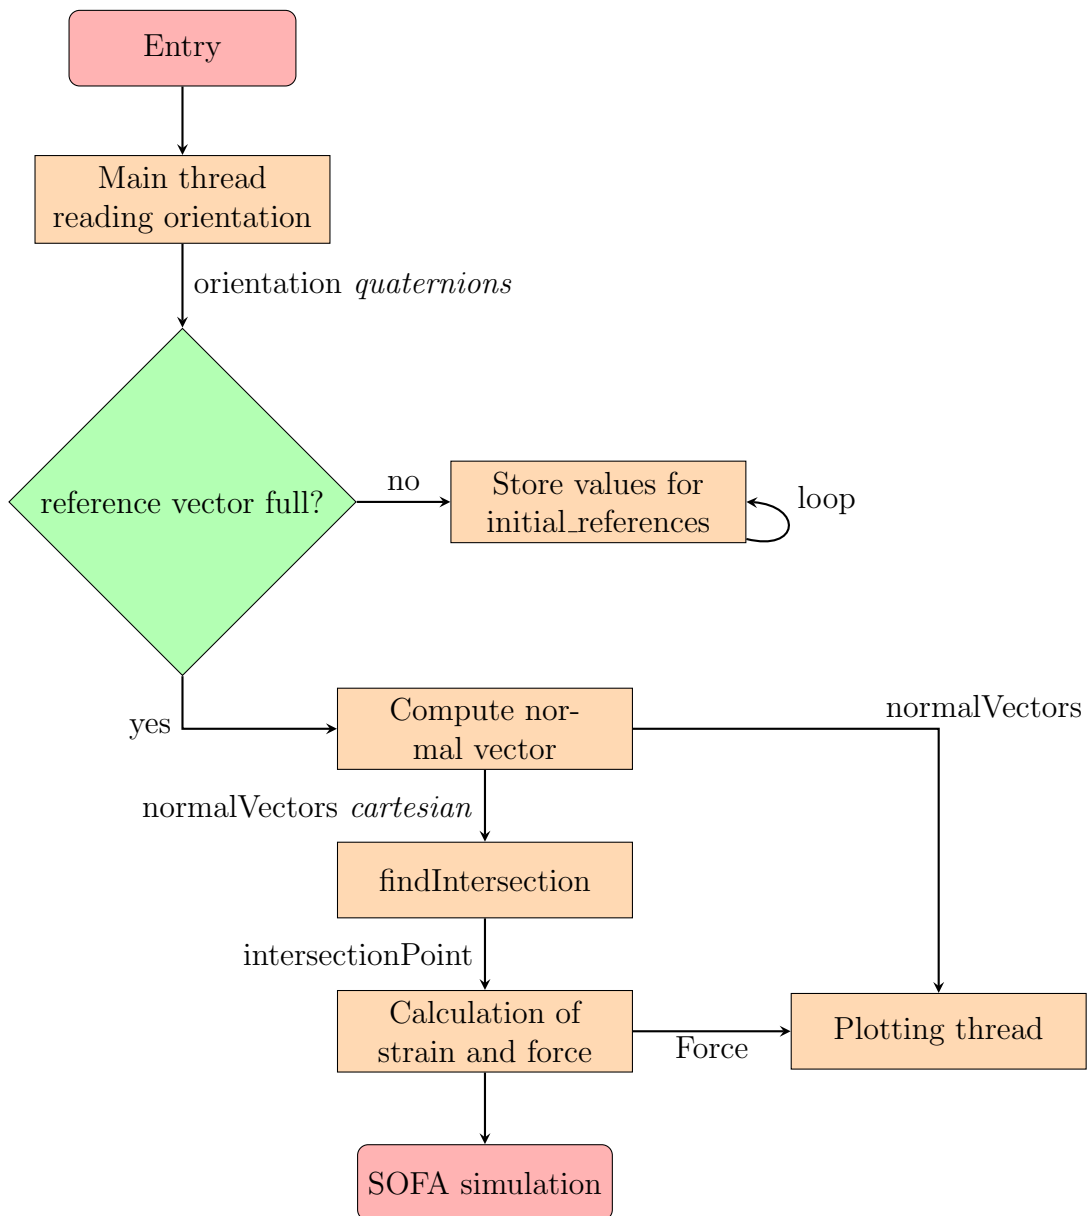 Entry
Main thread
reading orientation
orientation quaternions
reference vector full?
no
Store values for
initial_references
loop
yes
Compute nor-
mal vector
normalVectors
normalVectors cartesian
findIntersection
intersectionPoint
Calculation of
strain and force
Force
Plotting thread
SOFA simulation